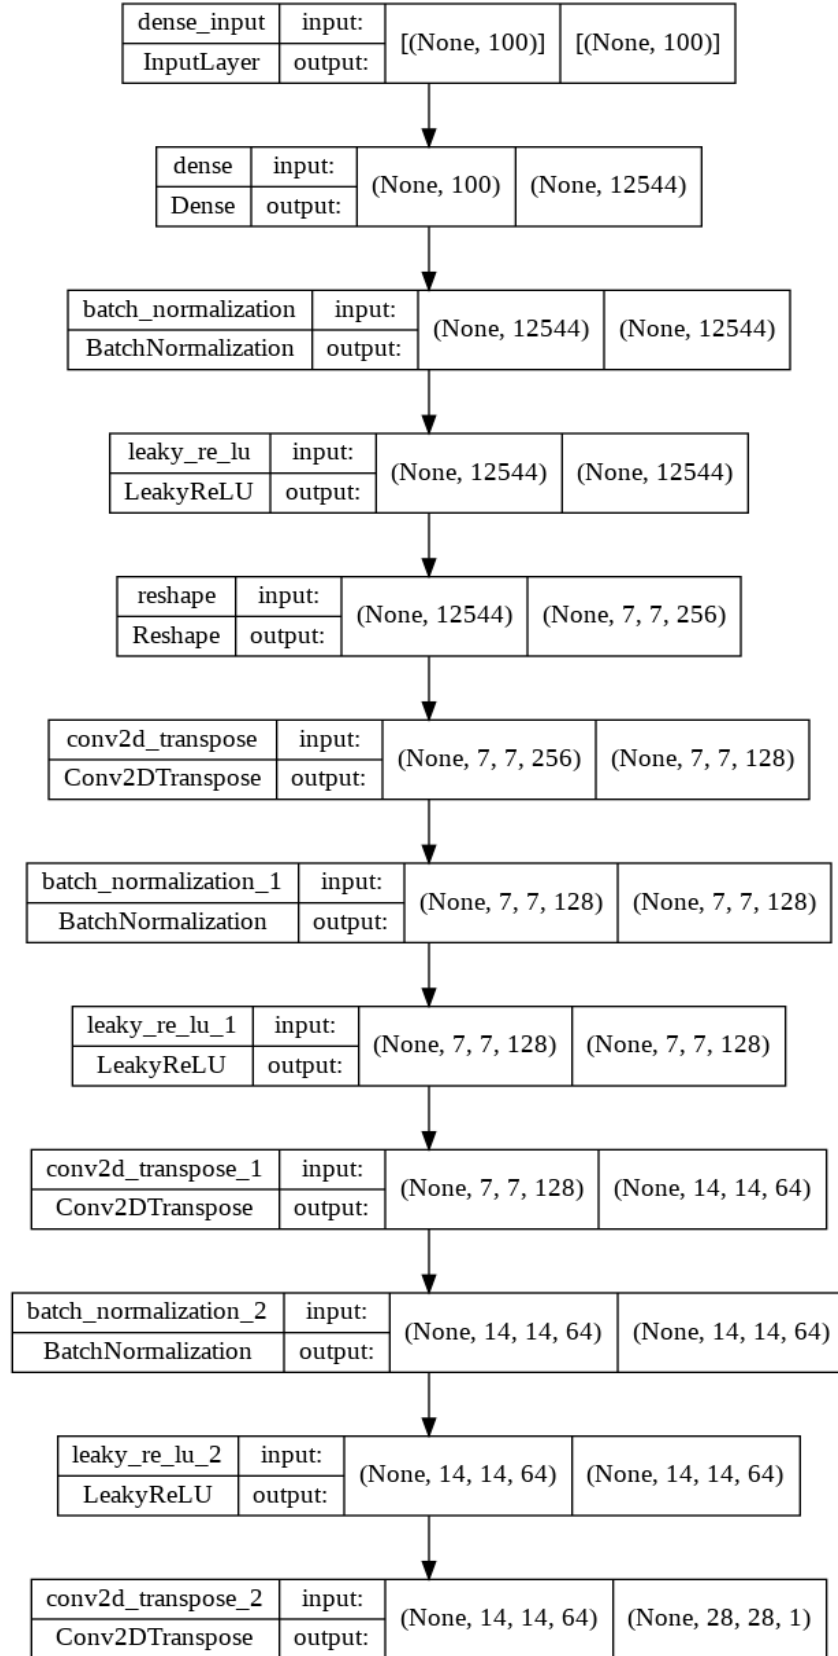 dense_input input: [(None, 100)] [(None, 100)]
InputLayer output:
dense input: (None, 100) (None, 12544)
Dense output:
batch_normalization input: (None, 12544) (None, 12544)
BatchNormalization output:
leaky_re_lu input: (None, 12544) (None, 12544)
LeakyReLU output:
reshape input: (None, 12544) (None, 7, 7, 256)
Reshape output:
conv2d_transpose input: (None, 7, 7, 256) (None, 7, 7, 128)
Conv2DTranspose output:
batch_normalization_1 input: (None, 7, 7, 128) (None, 7, 7, 128)
BatchNormalization output:
leaky_re_lu_1 input: (None, 7, 7, 128) (None, 7, 7, 128)
LeakyReLU output:
conv2d_transpose_1 input: (None, 7, 7, 128) (None, 14, 14, 64)
Conv2DTranspose output:
batch_normalization_2 input: (None, 14, 14, 64) (None, 14, 14, 64)
BatchNormalization output:
leaky_re_lu_2 input: (None, 14, 14, 64) (None, 14, 14, 64)
LeakyReLU output:
conv2d_transpose_2 input: (None, 14, 14, 64) (None, 28, 28, 1)
Conv2DTranspose output: